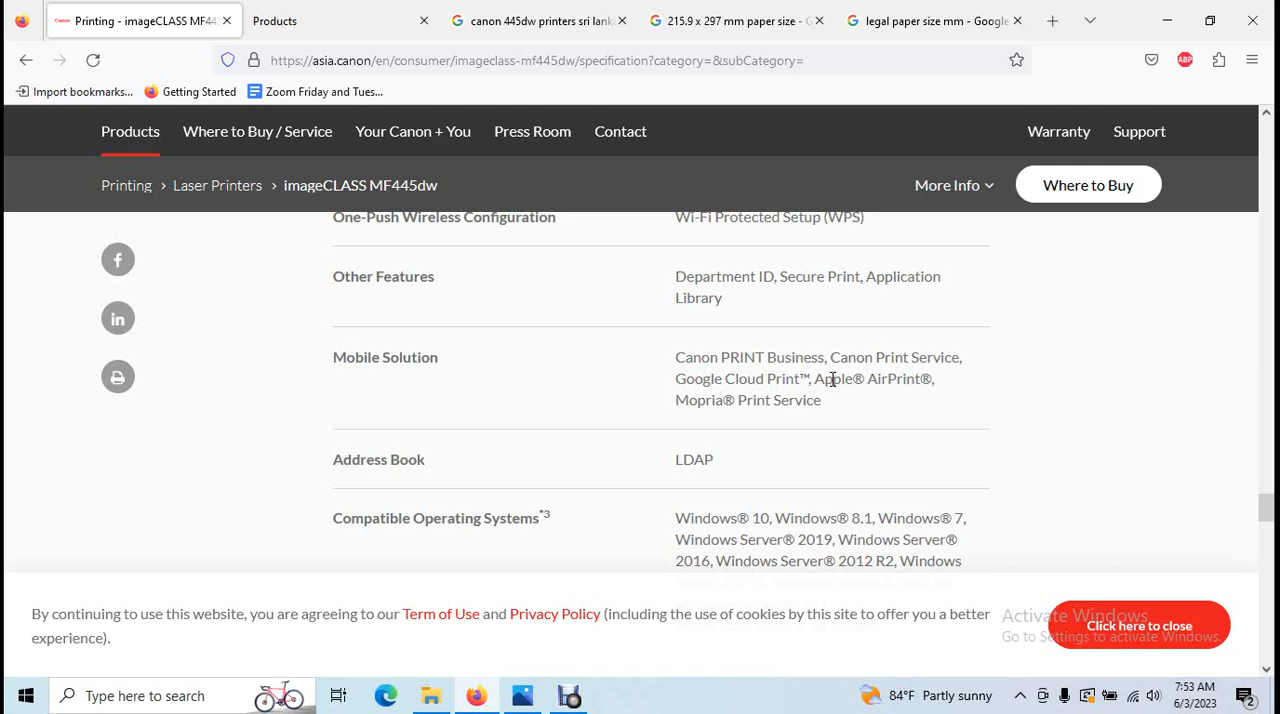 Printing - imageCLASS MF44
Products
canon 445dw printers sri lank
215.9 x 297 mm paper size - G
legal paper size mm - Google
https://asia.canon/en/consumer/imageclass-mf445dw/specification?category=&subCategory=
ABP
Import bookmarks...
Getting Started
Zoom Friday and Tues...
Products
Where to Buy / Service
Your Canon + You
Press Room
Contact
Warranty
Support
Printing › Laser Printers › imageCLASS MF445dw
More Info
Where to Buy
One-Push Wireless Configuration
Wi-Fi Protected Setup (WPS)
Other Features
Department ID, Secure Print, Application
Library
Mobile Solution
Canon PRINT Business, Canon Print Service,
Google Cloud Print™, Apple® AirPrint®,
Mopria® Print Service
Address Book
LDAP
Compatible Operating Systems*3
Windows® 10, Windows® 8.1, Windows® 7,
Windows Server® 2019, Windows Server®
2016, Windows Server® 2012 R2, Windows
By continuing to use this website, you are agreeing to our Term of Use and Privacy Policy (including the use of cookies by this site to offer you a better
experience).
Click here to close
Activate Windows
Go to Settings to activate Windows.
Type here to search
84°F Partly sunny
7:53 AM
6/3/2023
2